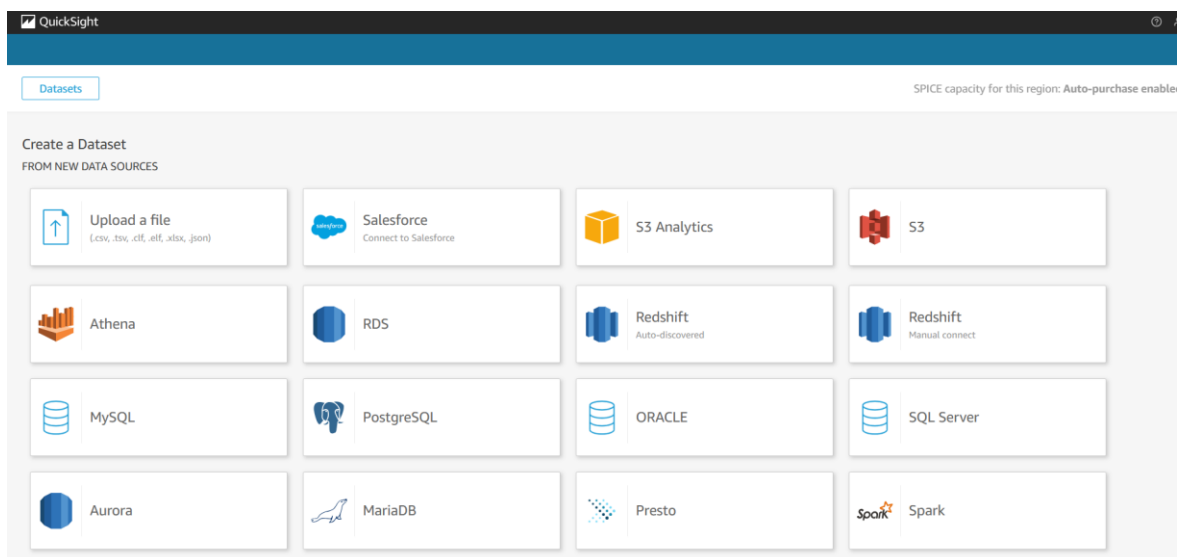 QuickSight
Datasets
SPICE capacity for this region: Auto-purchase enabled
Create a Dataset
FROM NEW DATA SOURCES
Upload a file
(.csv, .tsv, .clf, .elf, .xlsx, .json)
salesforce
Salesforce
Connect to Salesforce
S3 Analytics
S3
Athena
RDS
Redshift
Auto-discovered
Redshift
Manual connect
MySQL
PostgreSQL
ORACLE
SQL Server
Aurora
MariaDB
Presto
Spark
Spark